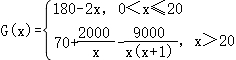 G(x)={180-2x, 0<x≤20
70+2000/x-9000/x(x+1), x>20